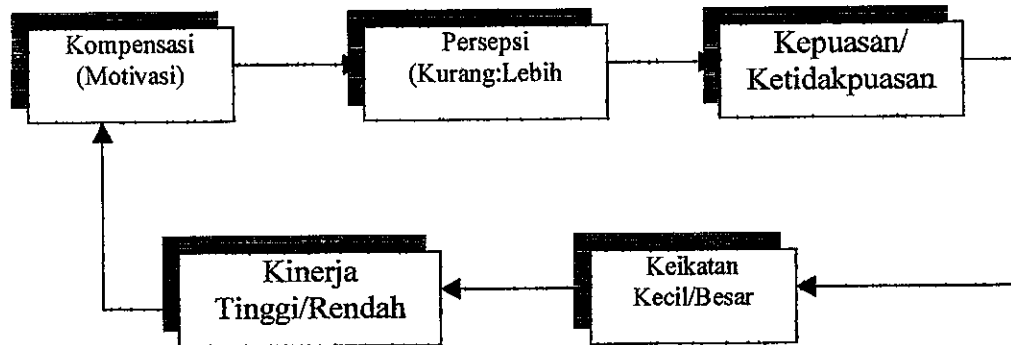 Kompensasi
(Motivasi)
Persepsi
(Kurang:Lebih
Kepuasan/
Ketidakpuasan
Kinerja
Tinggi/Rendah
Keikatan
Kecil/Besar